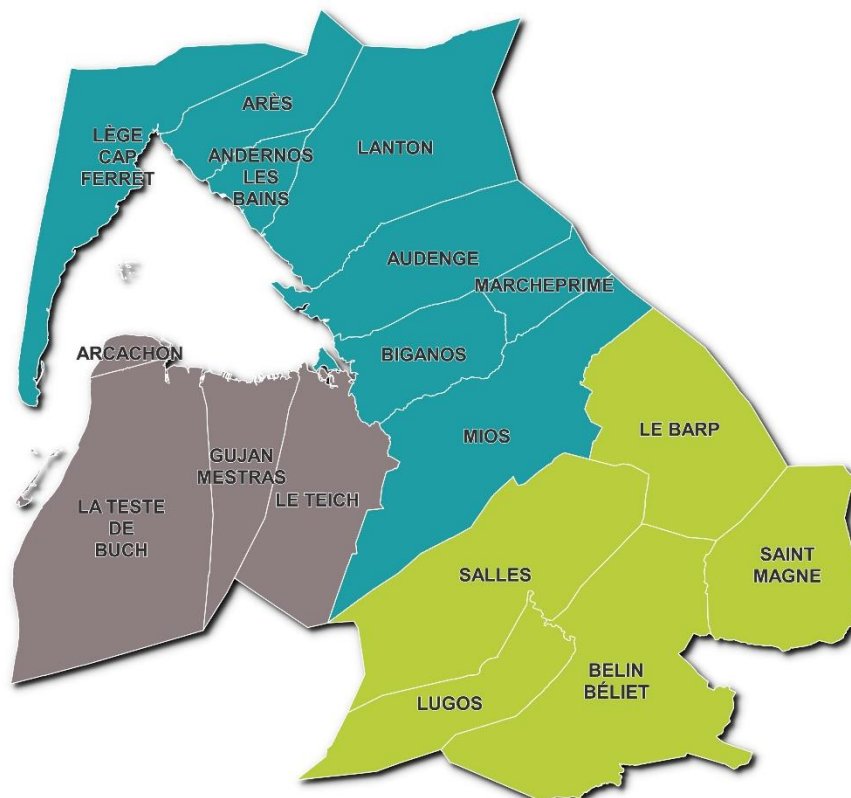 ARÈS
LÈGE
CAP
FERRET
ANDERNOS
LES
BAINS
LANTON
AUDENGE
MARCHEPRIME
ARCACHON
BIGANOS
LE BARP
MIOS
GUJAN
MESTRAS
LE TEICH
LA TESTE
DE
BUCH
SALLES
SAINT
MAGNE
BELIN
BÉLIET
LUGOS